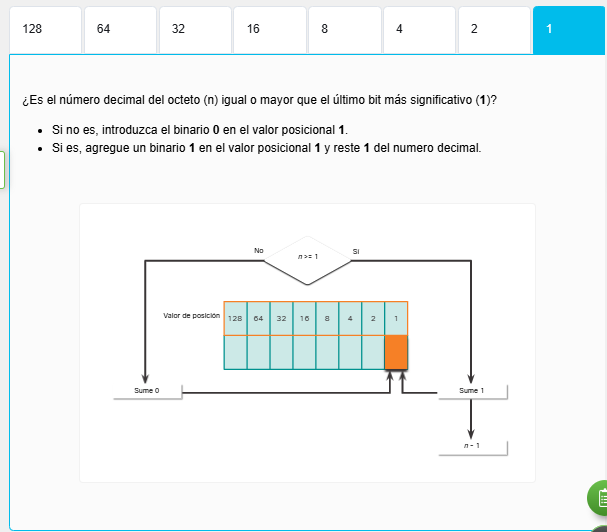 128 64 32 16 8 4 2 1
¿Es el número decimal del octeto (n) igual o mayor que el último bit más significativo (1)?
Si no es, introduzca el binario 0 en el valor posicional 1.
Si es, agregue un binario 1 en el valor posicional 1 y reste 1 del numero decimal.
No n >= 1 Sí
Valor de posición 128 64 32 16 8 4 2 1
Sume 0 Sume 1
n - 1